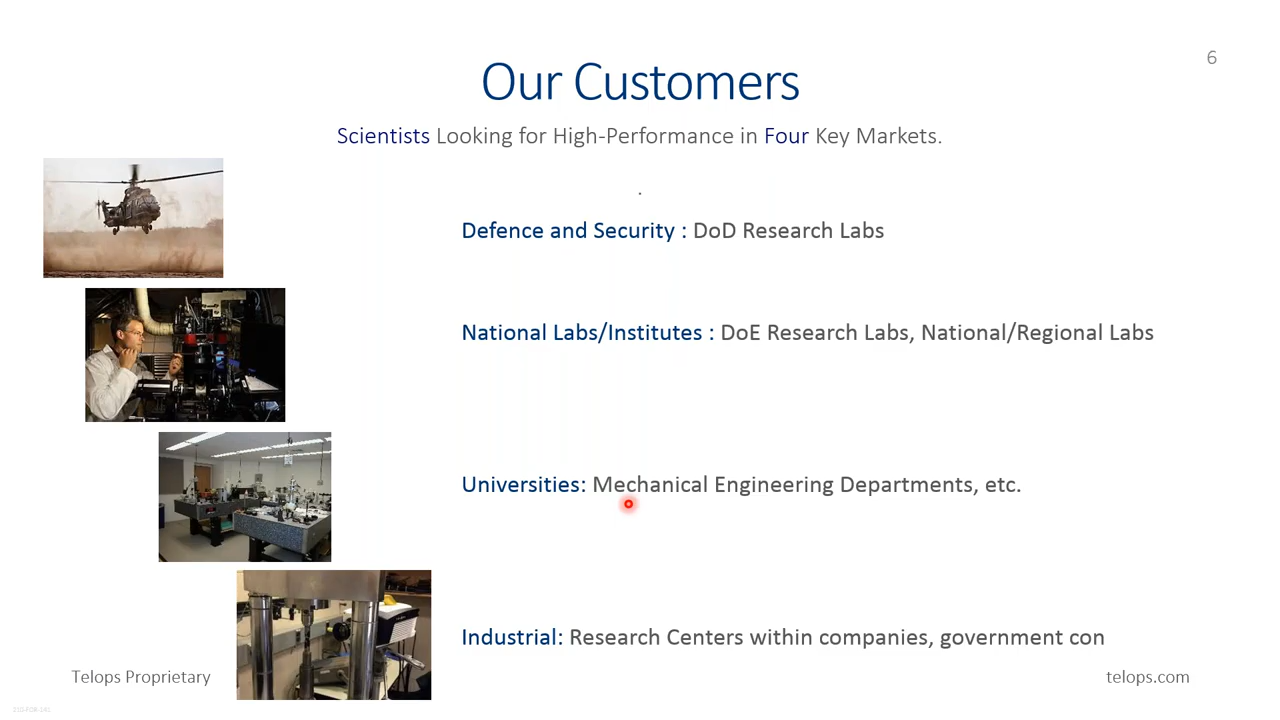 6
Our Customers
Scientists Looking for High-Performance in Four Key Markets.
.
Defence and Security : DoD Research Labs
National Labs/Institutes : DoE Research Labs, National/Regional Labs
Universities: Mechanical Engineering Departments, etc.
Industrial: Research Centers within companies, government con
Telops Proprietary
telops.com